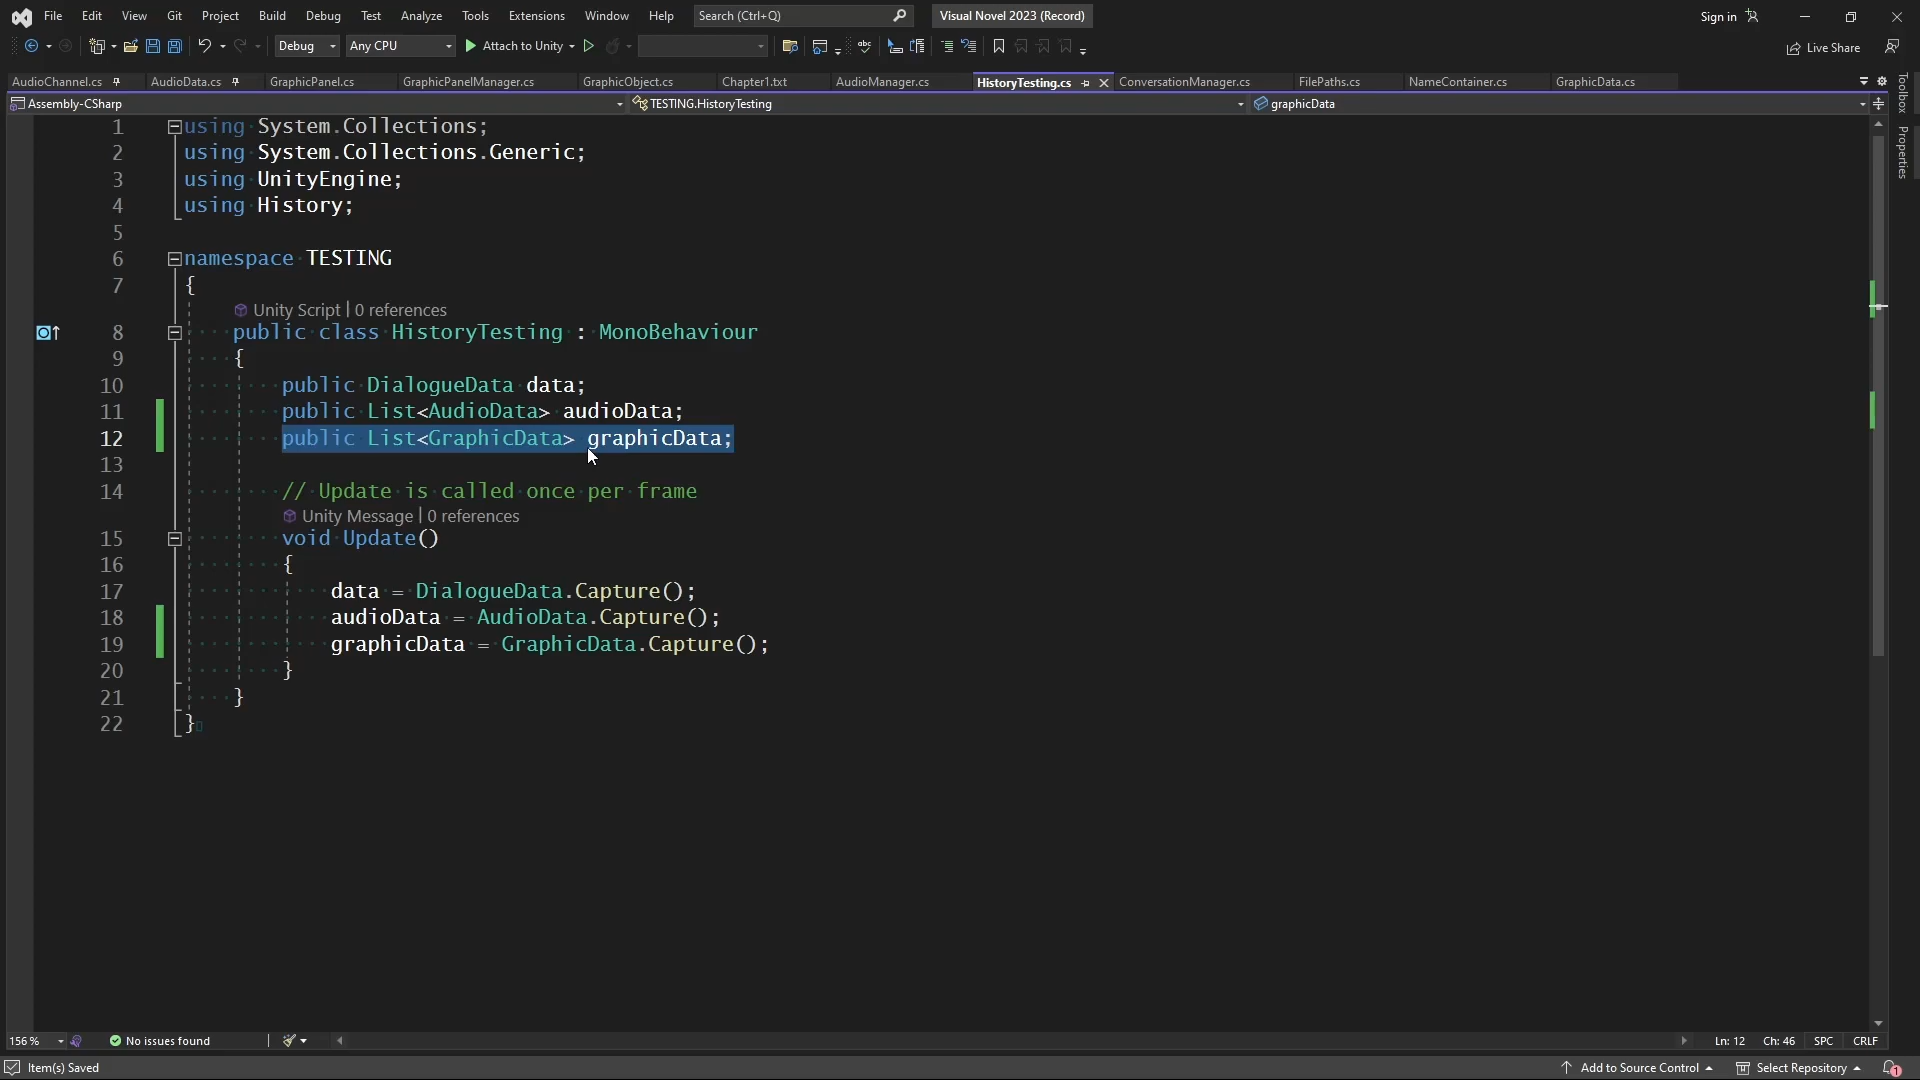 File Edit View Git Project Build Debug Test Analyze Tools Extensions Window Help Search (Ctrl+Q) Visual Novel 2023 (Record) Sign in
Debug Any CPU Attach to Unity Live Share
AudioChannel.cs AudioData.cs GraphicPanel.cs GraphicPanelManager.cs GraphicObject.cs Chapter1.txt AudioManager.cs HistoryTesting.cs ConversationManager.cs FilePaths.cs NameContainer.cs GraphicData.cs
Assembly-CSharp TESTING.HistoryTesting graphicData
Toolbox
Properties
1 using System.Collections;
2 using System.Collections.Generic;
3 using UnityEngine;
4 using History;
5
6 namespace TESTING
7 {
Unity Script | 0 references
8 public class HistoryTesting : MonoBehaviour
9 {
10 public DialogueData data;
11 public List<AudioData> audioData;
12 public List<GraphicData> graphicData;
13
14 // Update is called once per frame
Unity Message | 0 references
15 void Update()
16 {
17 data = DialogueData.Capture();
18 audioData = AudioData.Capture();
19 graphicData = GraphicData.Capture();
20 }
21 }
22 }
156 % No issues found Ln: 12 Ch: 46 SPC CRLF
Item(s) Saved Add to Source Control Select Repository 1